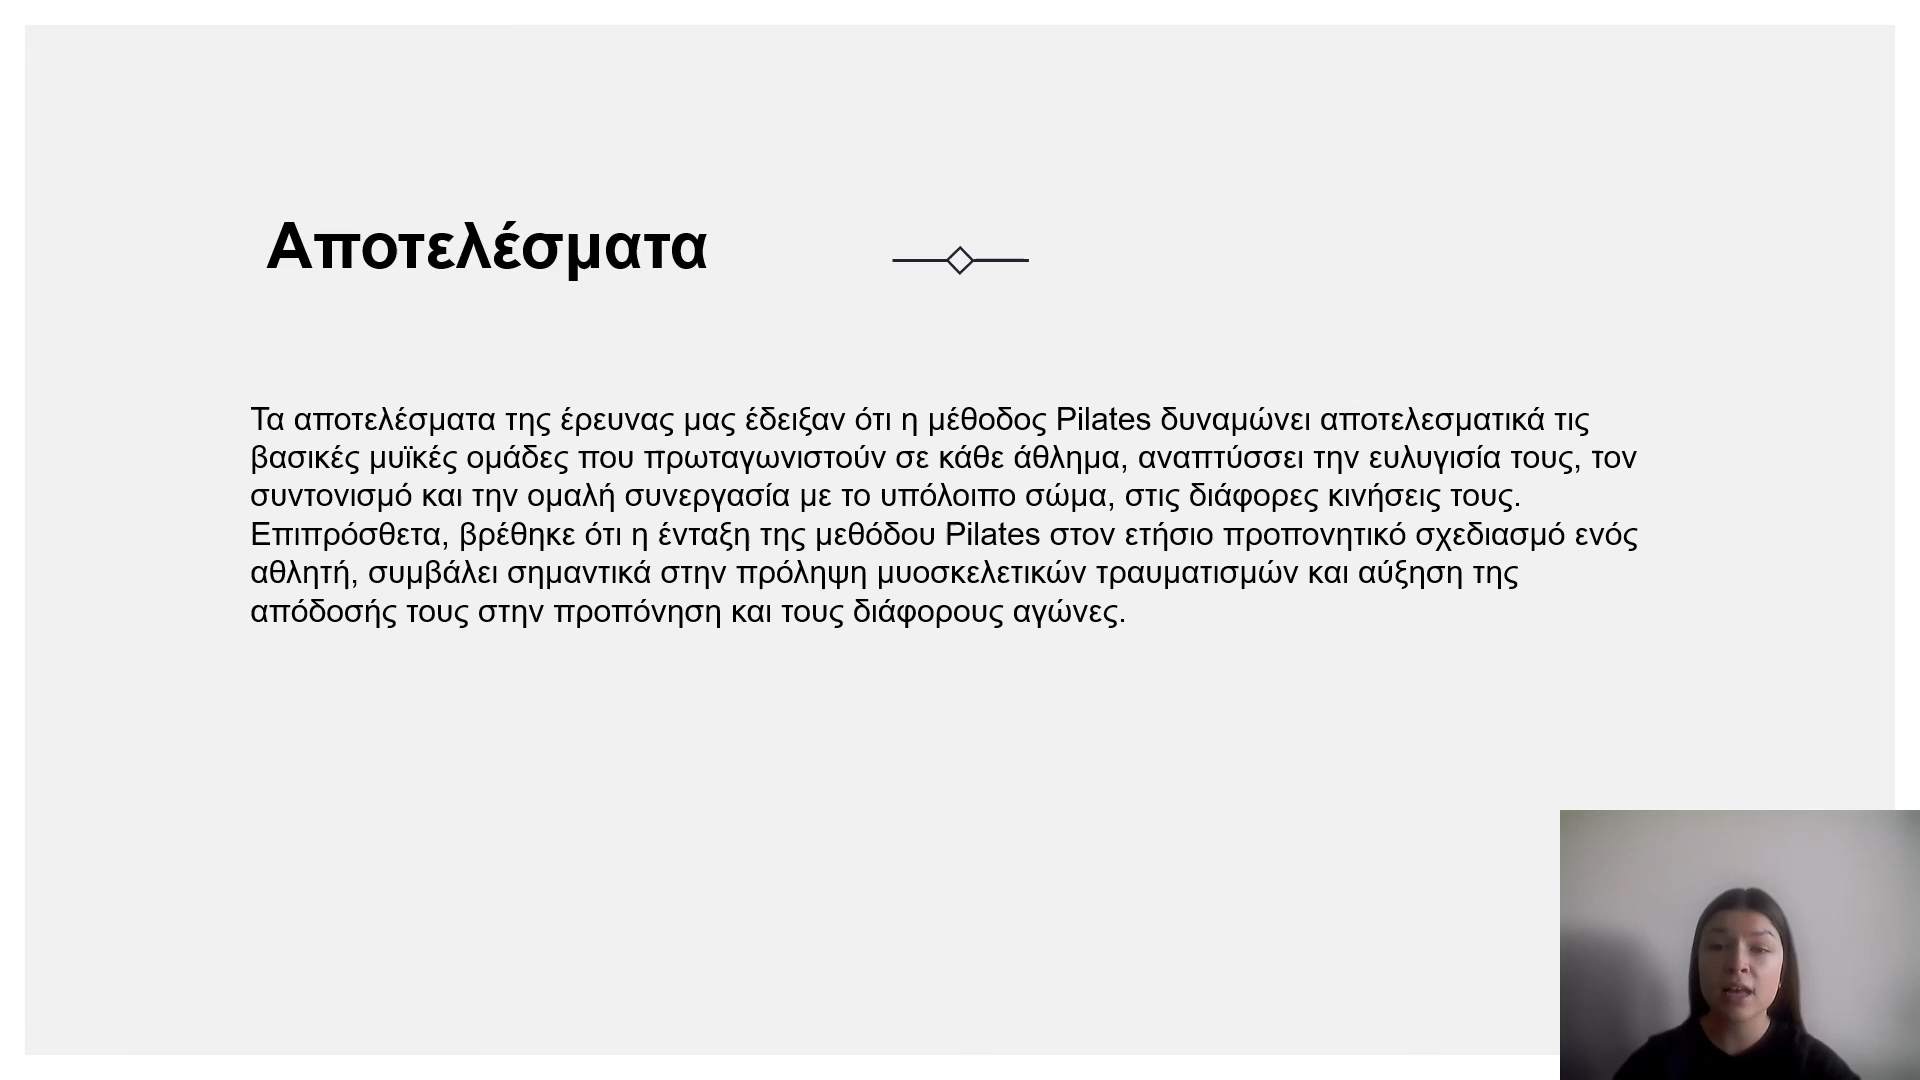 Αποτελέσματα
Τα αποτελέσματα της έρευνας μας έδειξαν ότι η μέθοδος Pilates δυναμώνει αποτελεσματικά τις
βασικές μυϊκές ομάδες που πρωταγωνιστούν σε κάθε άθλημα, αναπτύσσει την ευλυγισία τους, τον
συντονισμό και την ομαλή συνεργασία με το υπόλοιπο σώμα, στις διάφορες κινήσεις τους.
Επιπρόσθετα, βρέθηκε ότι η ένταξη της μεθόδου Pilates στον ετήσιο προπονητικό σχεδιασμό ενός
αθλητή, συμβάλει σημαντικά στην πρόληψη μυοσκελετικών τραυματισμών και αύξηση της
απόδοσής τους στην προπόνηση και τους διάφορους αγώνες.